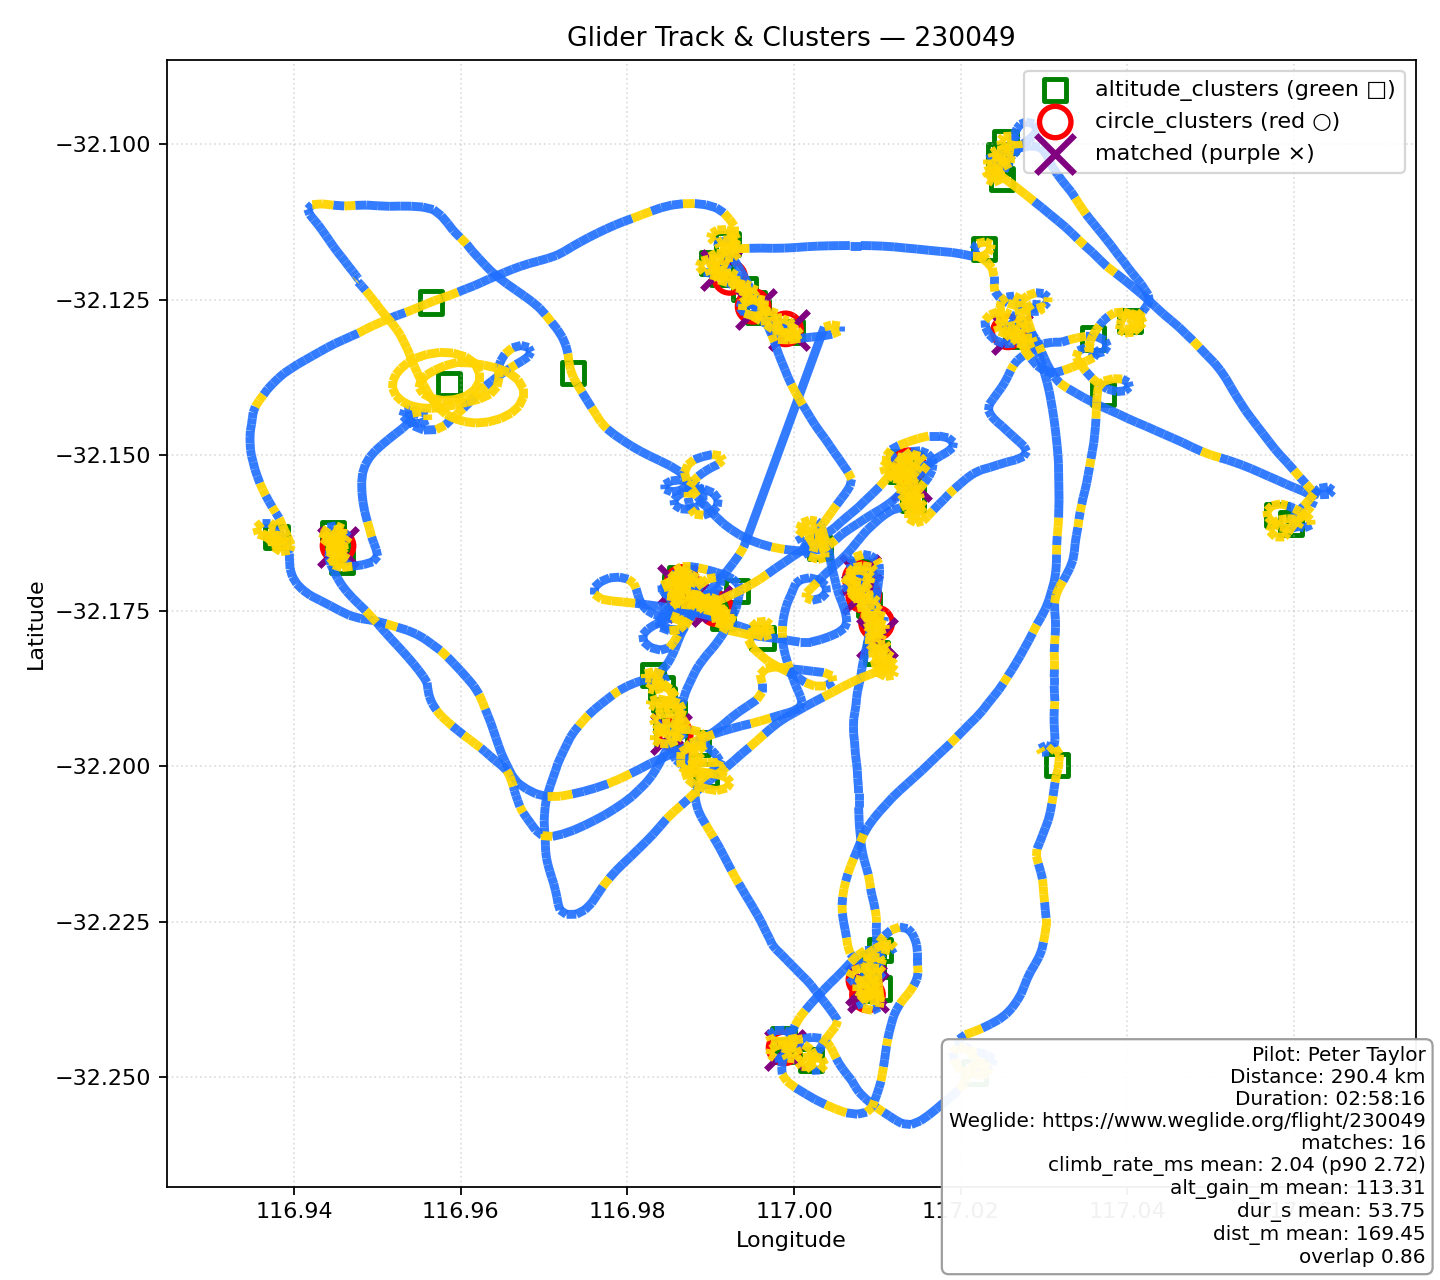 Glider Track & Clusters — 230049
altitude_clusters (green □)
circle_clusters (red ○)
matched (purple ×)
−32.100
−32.125
−32.150
−32.175
−32.200
−32.225
−32.250
Latitude
116.94
116.96
116.98
117.00
117.02
117.04
Longitude
Pilot: Peter Taylor
Distance: 290.4 km
Duration: 02:58:16
Weglide: https://www.weglide.org/flight/230049
matches: 16
climb_rate_ms mean: 2.04 (p90 2.72)
alt_gain_m mean: 113.31
dur_s mean: 53.75
dist_m mean: 169.45
overlap 0.86